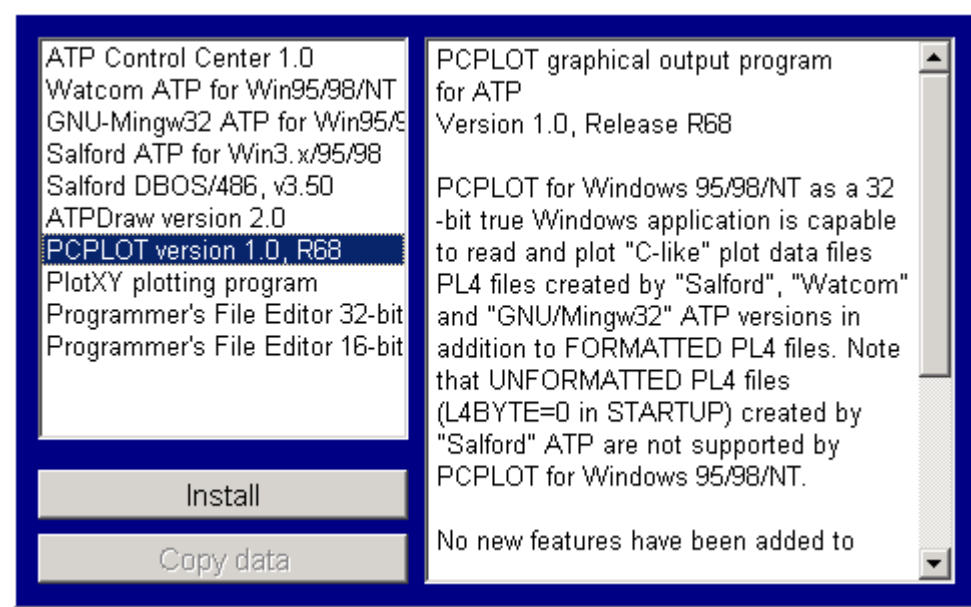 ATP Control Center 1.0
Watcom ATP for Win95/98/NT
GNU-Mingw32 ATP for Win95/9
Salford ATP for Win3.x/95/98
Salford DBOS/486, v3.50
ATPDraw version 2.0
PCPLOT version 1.0, R68
PlotXY plotting program
Programmer's File Editor 32-bit
Programmer's File Editor 16-bit
Install
Copy data
PCPLOT graphical output program
for ATP
Version 1.0, Release R68
PCPLOT for Windows 95/98/NT as a 32
-bit true Windows application is capable
to read and plot "C-like" plot data files
PL4 files created by "Salford", "Watcom"
and "GNU/Mingw32" ATP versions in
addition to FORMATTED PL4 files. Note
that UNFORMATTED PL4 files
(L4BYTE=0 in STARTUP) created by
"Salford" ATP are not supported by
PCPLOT for Windows 95/98/NT.
No new features have been added to